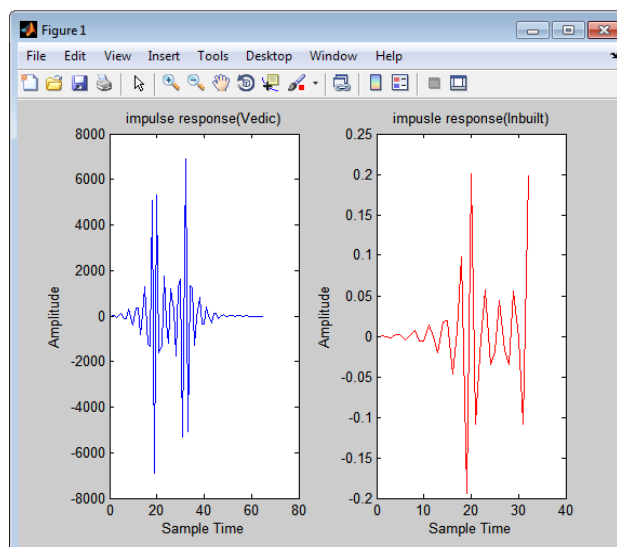 Figure 1
File Edit View Insert Tools Desktop Window Help
impulse response(Vedic)
8000
6000
4000
2000
0
-2000
-4000
-6000
-8000
Amplitude
0 20 40 60 80
Sample Time
impusle response(Inbuilt)
0.25
0.2
0.15
0.1
0.05
0
-0.05
-0.1
-0.15
-0.2
Amplitude
0 10 20 30 40
Sample Time